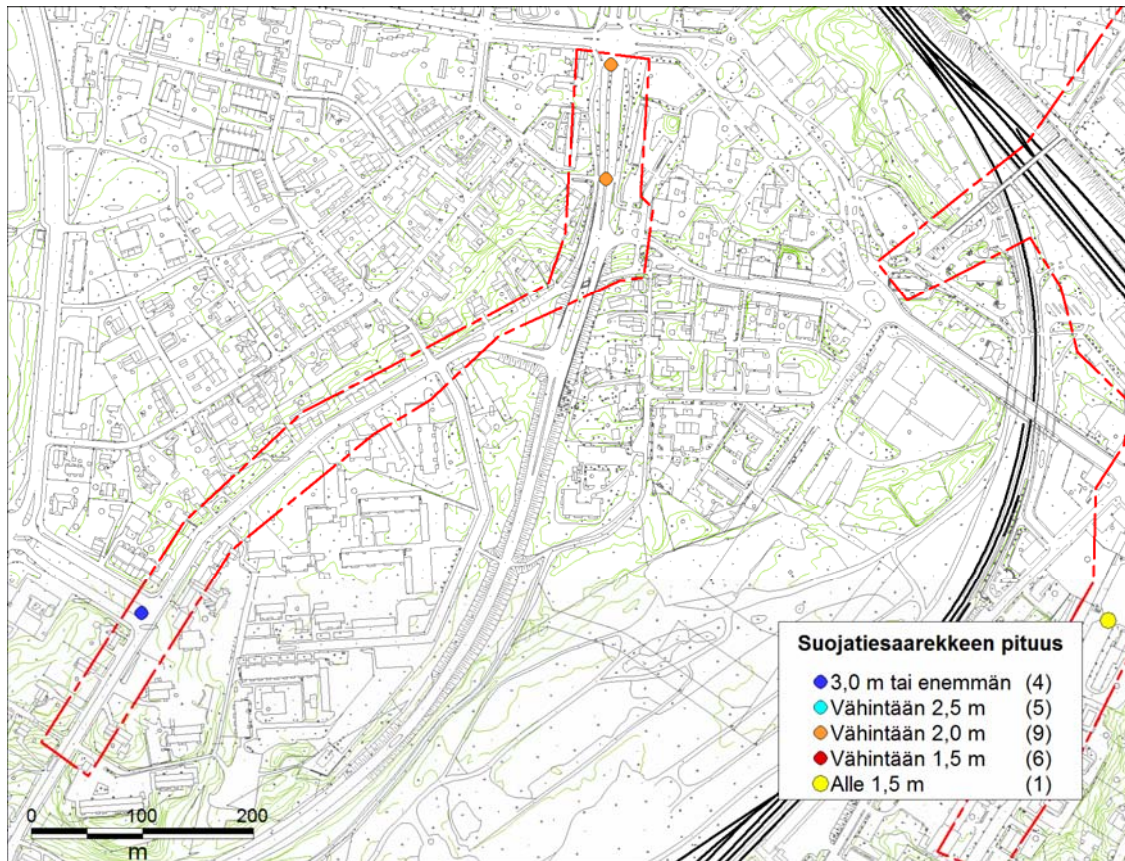 Suojatiesaarekkeen pituus
3,0 m tai enemmän (4)
Vähintään 2,5 m (5)
Vähintään 2,0 m (9)
Vähintään 1,5 m (6)
Alle 1,5 m (1)
0 100 200
m